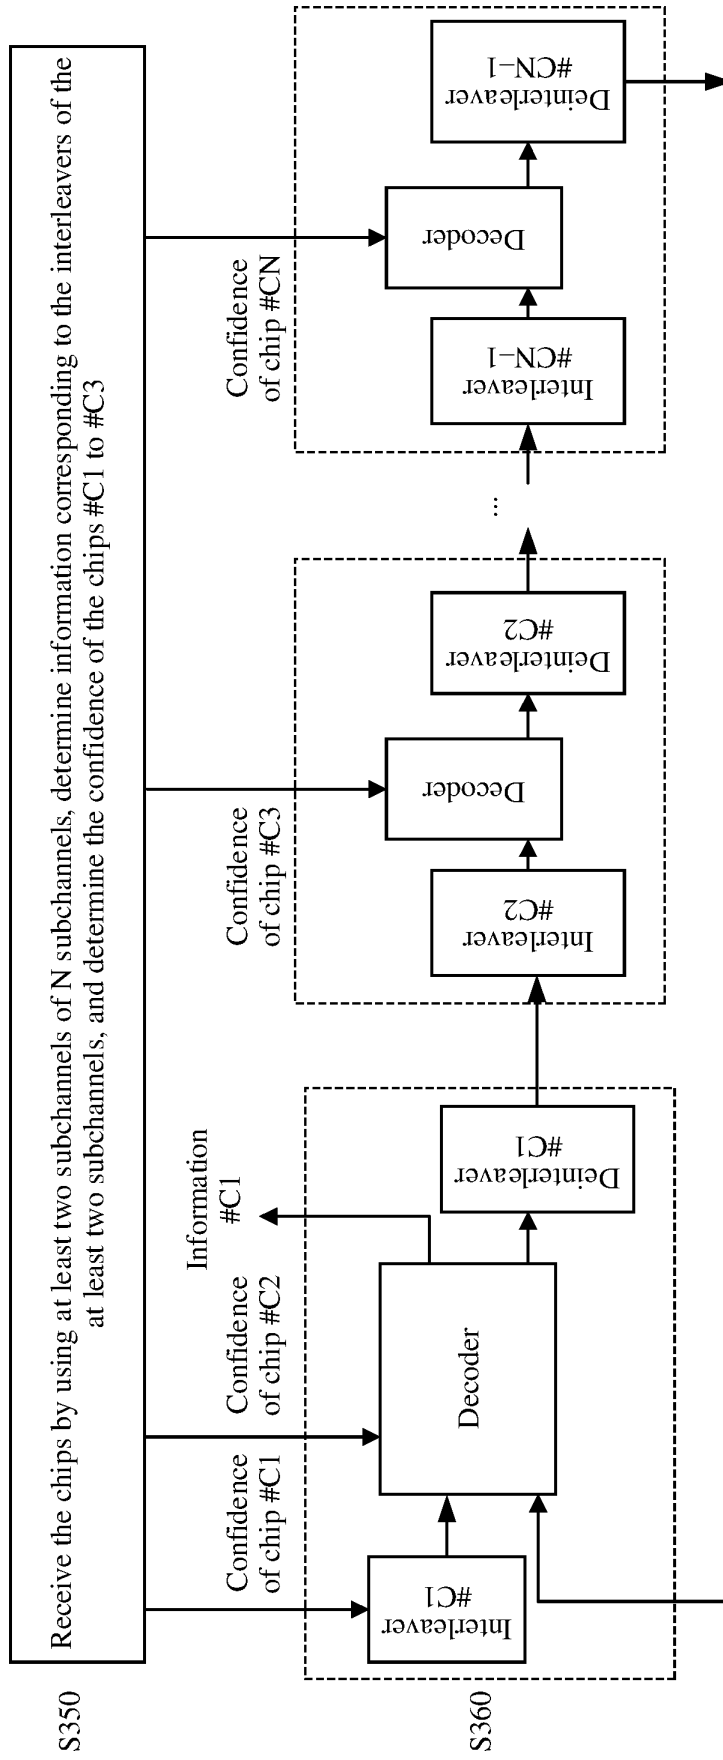 S350
Receive the chips by using at least two subchannels of N subchannels, determine information corresponding to the interleavers of the
at least two subchannels, and determine the confidence of the chips #C1 to #C3
Confidence
of chip #C1
Confidence
of chip #C2
Information
#C1
Confidence
of chip #C3
Confidence
of chip #CN
S360
Interleaver
#C1
Decoder
Deinterleaver
#C1
Interleaver
#C2
Decoder
Deinterleaver
#C2
...
Interleaver
#CN-1
Decoder
Deinterleaver
#CN-1